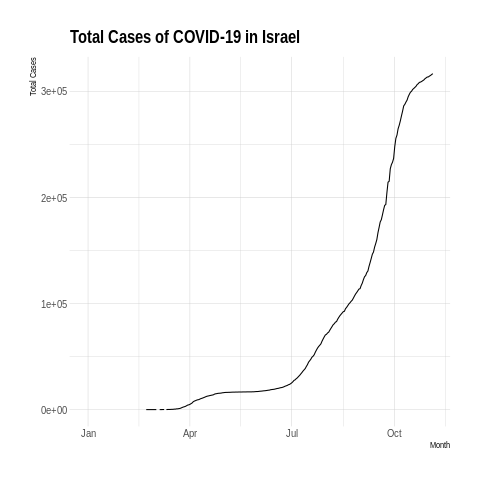 Total Cases of COVID-19 in Israel
Total Cases
3e+05
2e+05
1e+05
0e+00
Jan Apr Jul Oct
Month